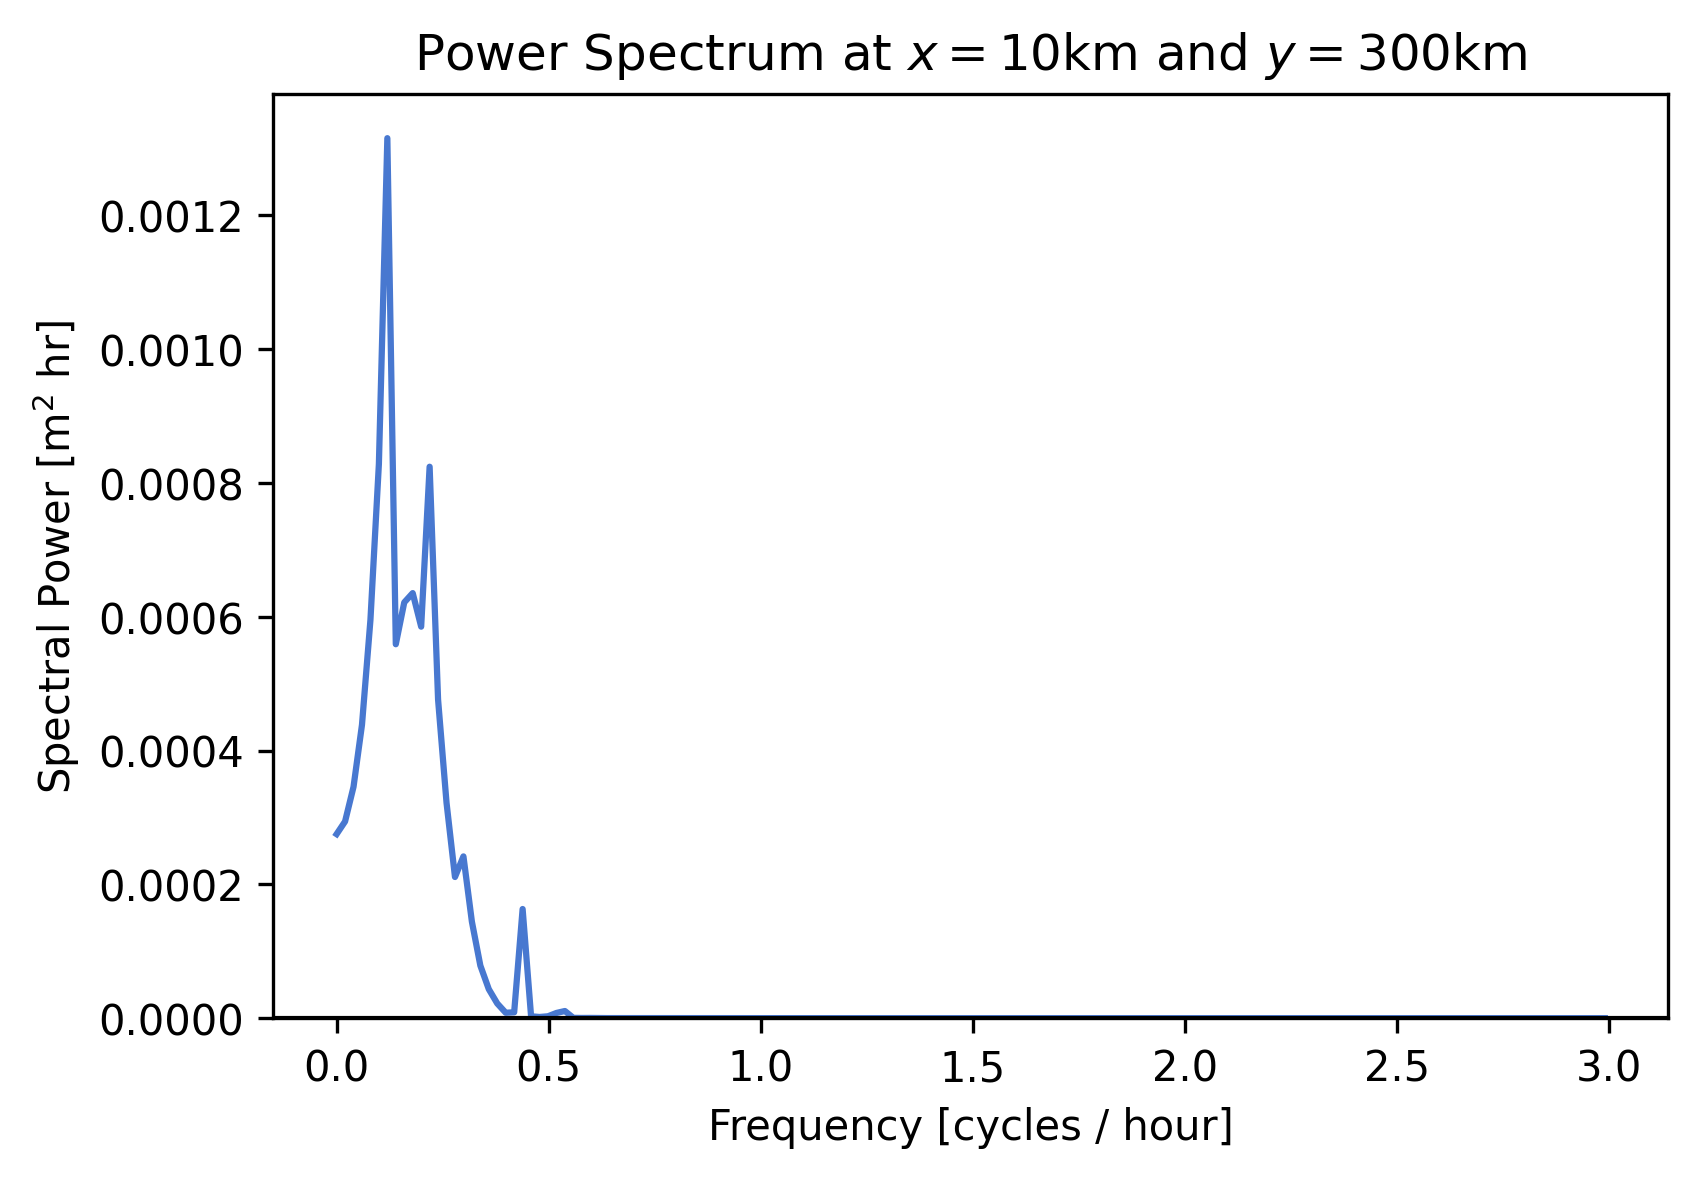 Power Spectrum at x = 10km and y = 300km
Spectral Power [m² hr]
0.0012
0.0010
0.0008
0.0006
0.0004
0.0002
0.0000
0.0 0.5 1.0 1.5 2.0 2.5 3.0
Frequency [cycles / hour]